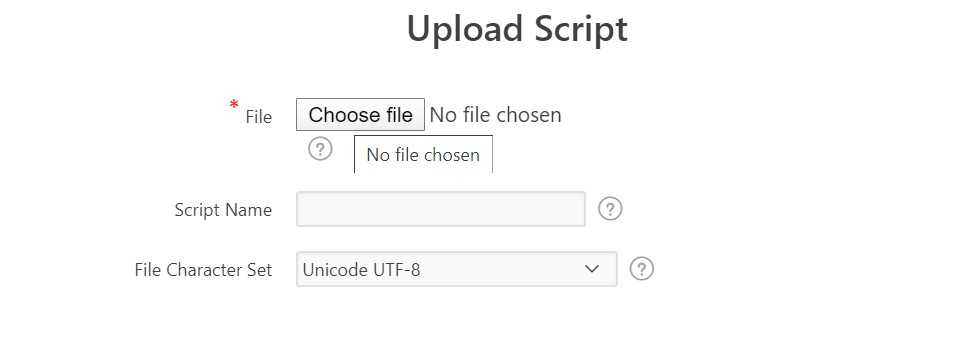 Upload Script
* File Choose file No file chosen
? No file chosen
Script Name ?
File Character Set Unicode UTF-8 ?